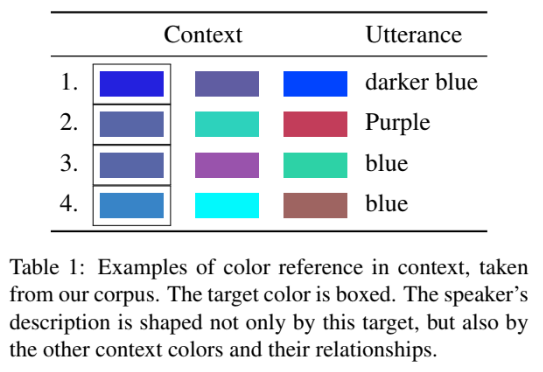 Context Utterance
1. darker blue
2. Purple
3. blue
4. blue
Table 1: Examples of color reference in context, taken
from our corpus. The target color is boxed. The speaker's
description is shaped not only by this target, but also by
the other context colors and their relationships.